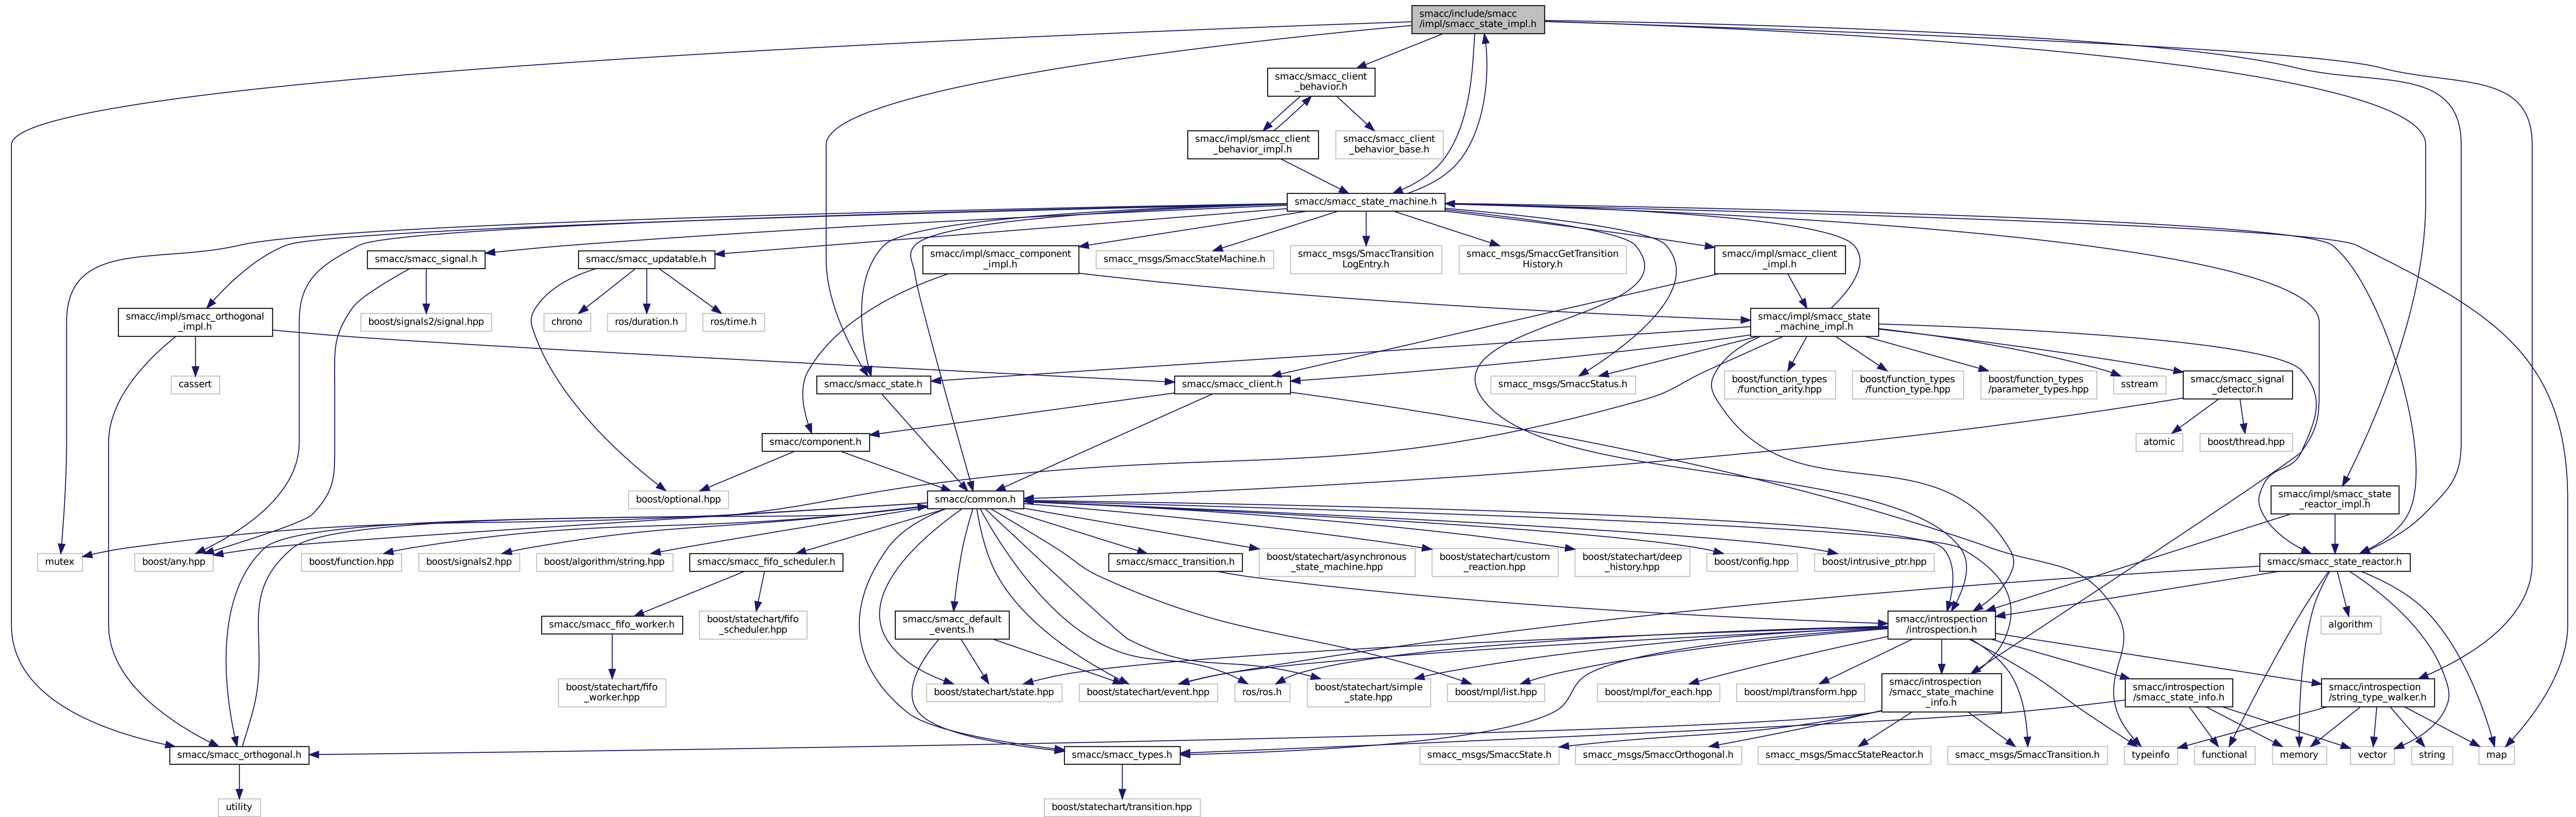 smacc/include/smacc
/impl/smacc_state_impl.h
smacc/smacc_client
_behavior.h
smacc/impl/smacc_client
_behavior_impl.h
smacc/smacc_client
_behavior_base.h
smacc/smacc_state_machine.h
smacc/smacc_signal.h
smacc/smacc_updatable.h
smacc/impl/smacc_component
_impl.h
smacc_msgs/SmaccStateMachine.h
smacc_msgs/SmaccTransition
LogEntry.h
smacc_msgs/SmaccGetTransition
History.h
smacc/impl/smacc_client
_impl.h
smacc/impl/smacc_orthogonal
_impl.h
boost/signals2/signal.hpp
chrono
ros/duration.h
ros/time.h
smacc/impl/smacc_state
_machine_impl.h
cassert
smacc/smacc_state.h
smacc/smacc_client.h
smacc_msgs/SmaccStatus.h
boost/function_types
/function_arity.hpp
boost/function_types
/function_type.hpp
boost/function_types
/parameter_types.hpp
sstream
smacc/smacc_signal
_detector.h
smacc/component.h
atomic
boost/thread.hpp
boost/optional.hpp
smacc/common.h
smacc/impl/smacc_state
_reactor_impl.h
mutex
boost/any.hpp
boost/function.hpp
boost/signals2.hpp
boost/algorithm/string.hpp
smacc/smacc_fifo_scheduler.h
smacc/smacc_transition.h
boost/statechart/asynchronous
_state_machine.hpp
boost/statechart/custom
_reaction.hpp
boost/statechart/deep
_history.hpp
boost/config.hpp
boost/intrusive_ptr.hpp
smacc/smacc_state_reactor.h
smacc/smacc_fifo_worker.h
boost/statechart/fifo
_scheduler.hpp
smacc/smacc_default
_events.h
smacc/introspection
/introspection.h
algorithm
boost/statechart/fifo
_worker.hpp
boost/statechart/state.hpp
boost/statechart/event.hpp
ros/ros.h
boost/statechart/simple
_state.hpp
boost/mpl/list.hpp
boost/mpl/for_each.hpp
boost/mpl/transform.hpp
smacc/introspection
/smacc_state_machine
_info.h
smacc/introspection
/smacc_state_info.h
smacc/introspection
/string_type_walker.h
smacc/smacc_orthogonal.h
smacc/smacc_types.h
smacc_msgs/SmaccState.h
smacc_msgs/SmaccOrthogonal.h
smacc_msgs/SmaccStateReactor.h
smacc_msgs/SmaccTransition.h
typeinfo
functional
memory
vector
string
map
utility
boost/statechart/transition.hpp